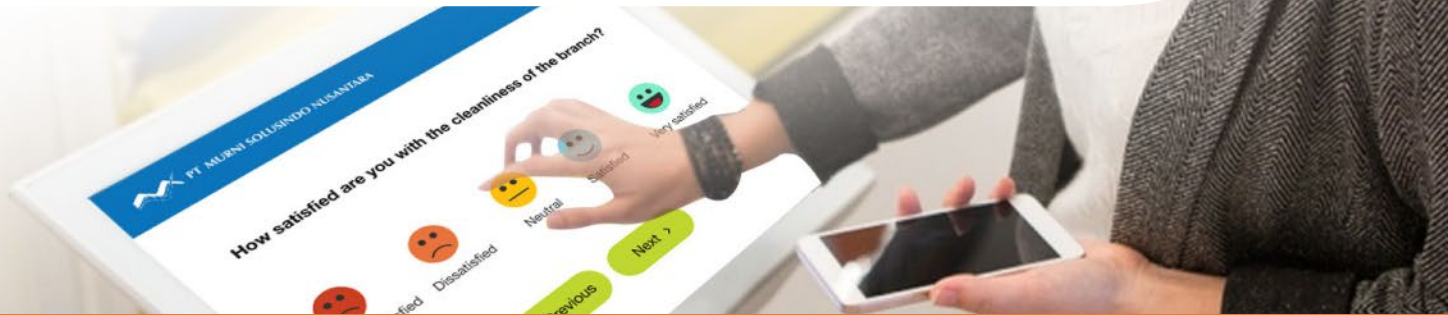 PT MURNI SOLUSINDO NUSANTARA
How satisfied are you with the cleanliness of the branch?
Very satisfied
Satisfied
Neutral
Dissatisfied
Next ›